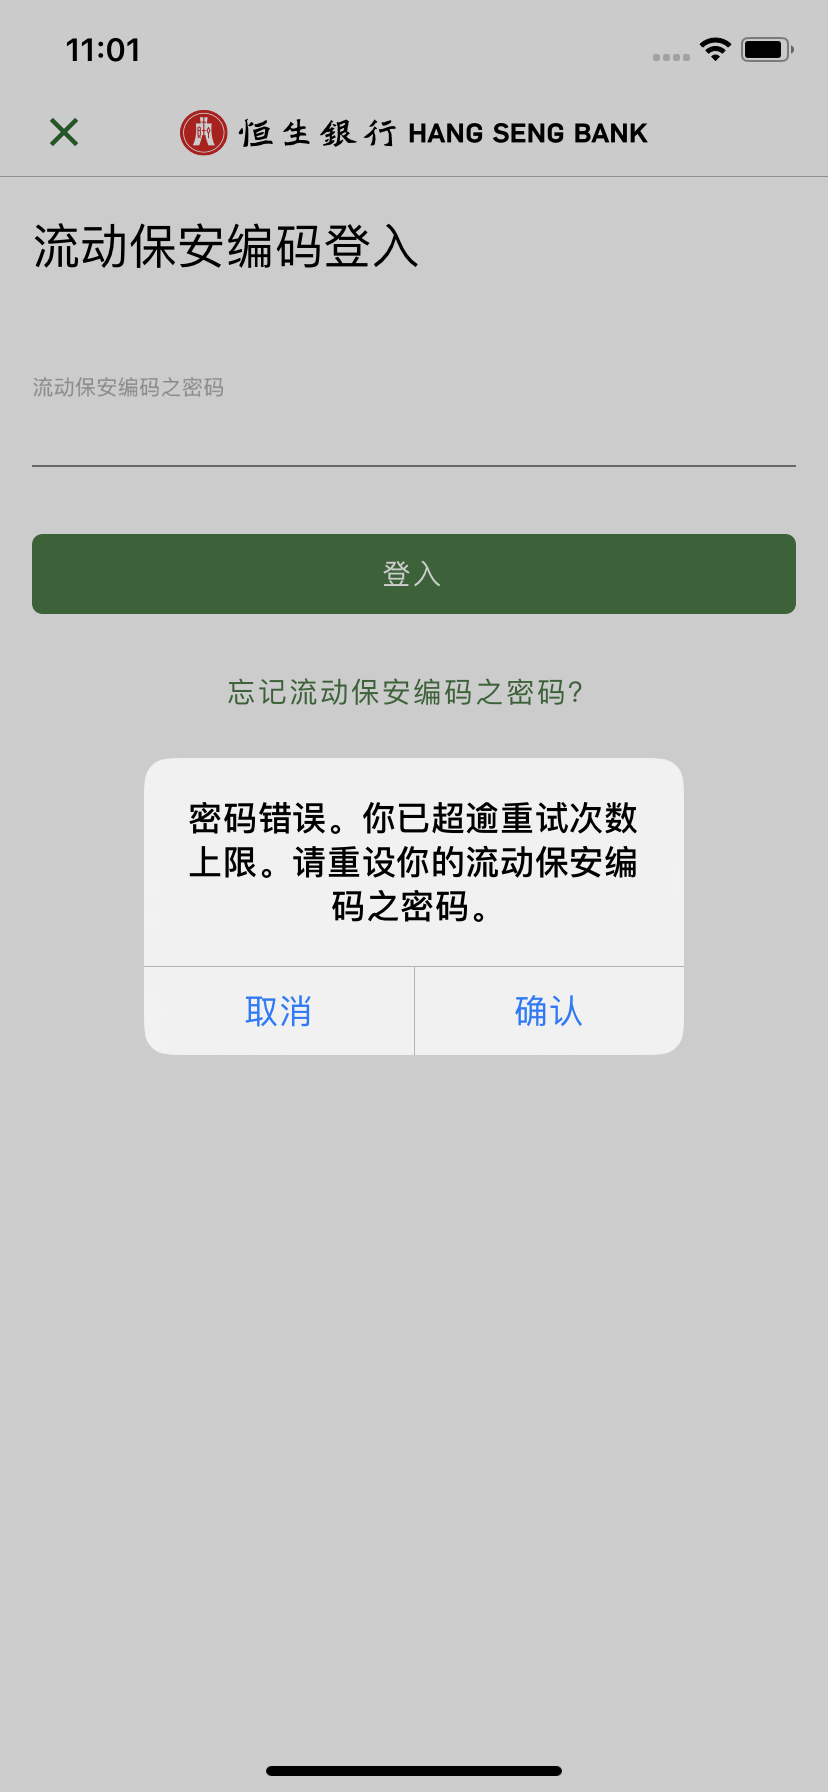 11:01
恒生銀行 HANG SENG BANK
流动保安编码登入
流动保安编码之密码
登入
忘记流动保安编码之密码?
密码错误。你已超逾重试次数
上限。请重设你的流动保安编
码之密码。
取消
确认